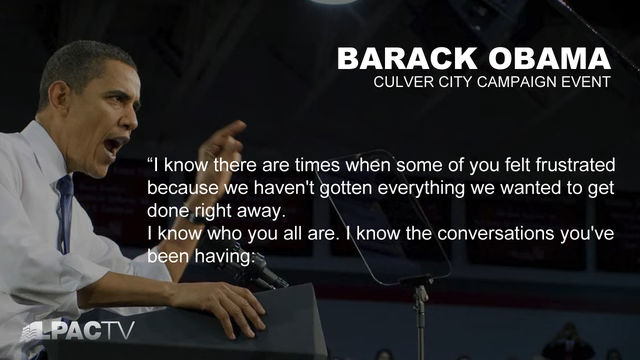 BARACK OBAMA
CULVER CITY CAMPAIGN EVENT
“I know there are times when some of you felt frustrated
because we haven't gotten everything we wanted to get
done right away.
I know who you all are. I know the conversations you've
been having:
LPACTV